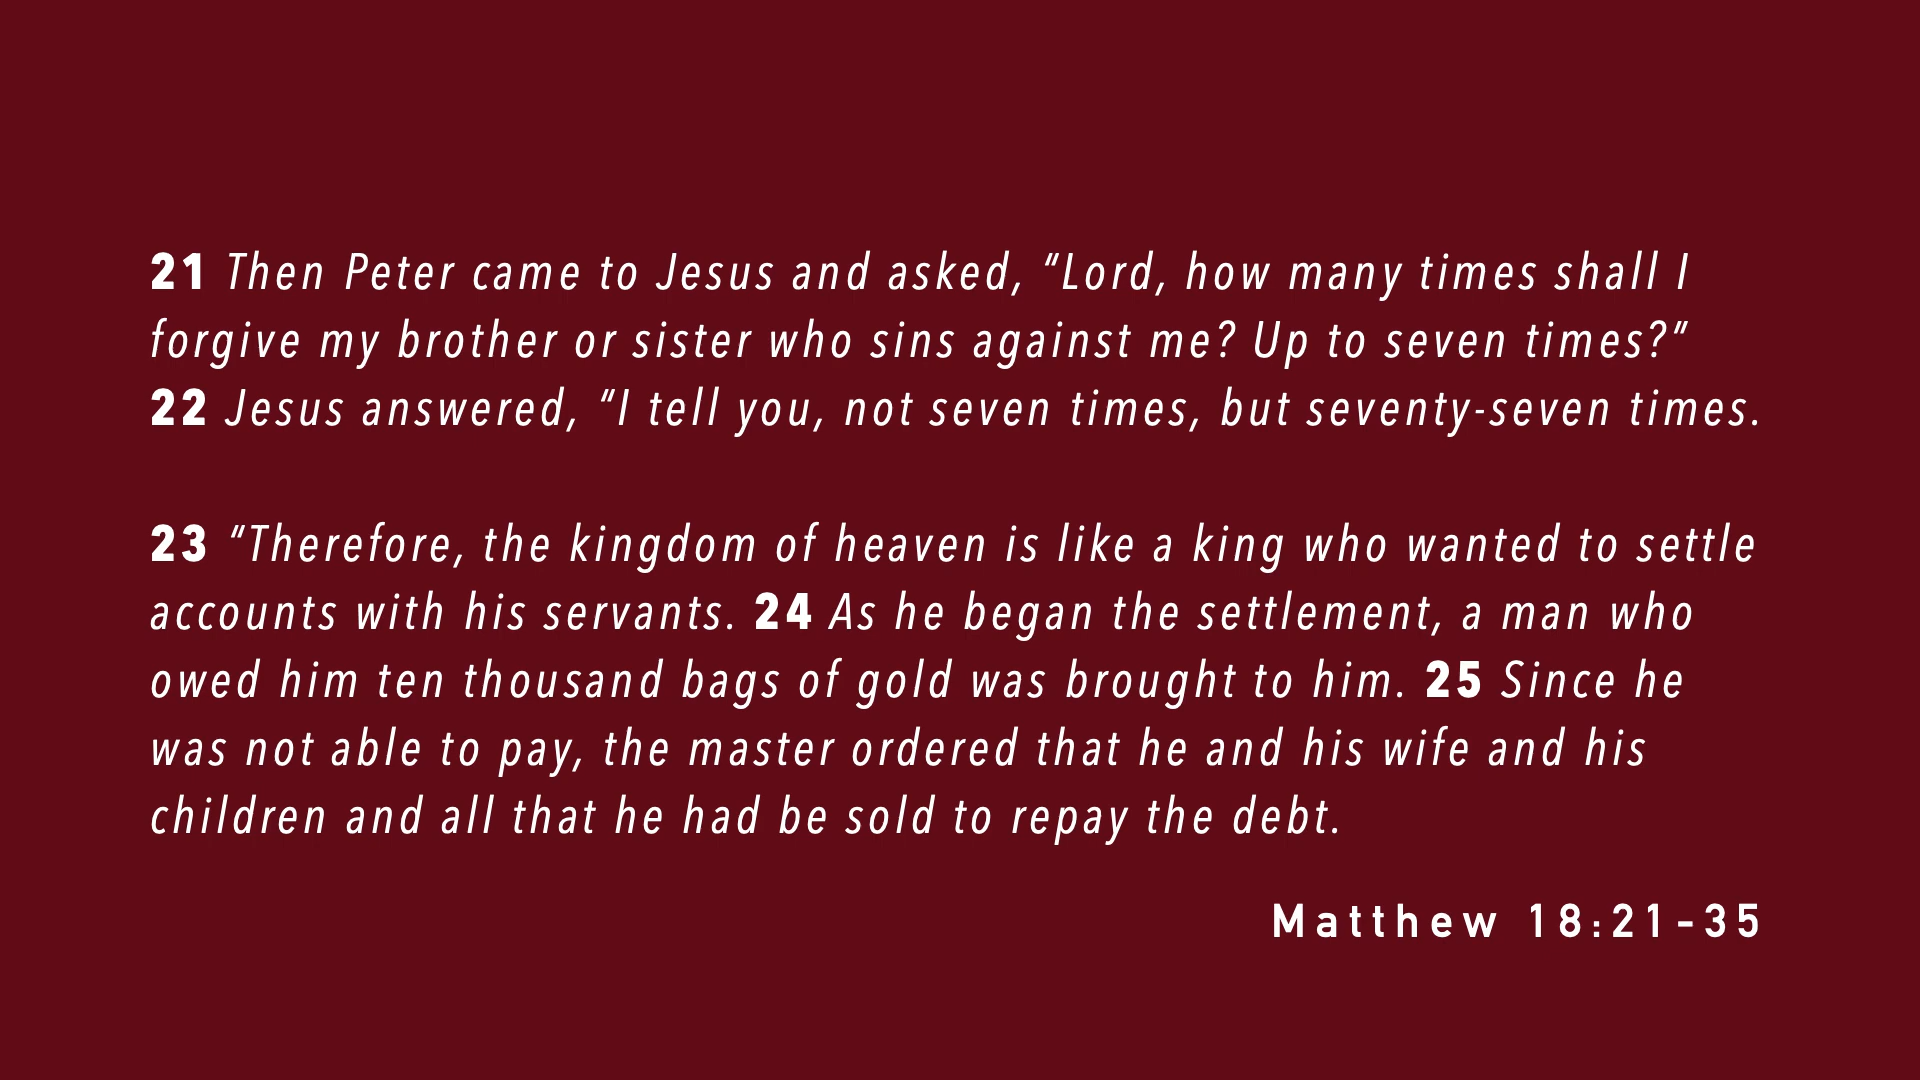 21 Then Peter came to Jesus and asked, “Lord, how many times shall I
forgive my brother or sister who sins against me? Up to seven times?”
22 Jesus answered, “I tell you, not seven times, but seventy-seven times.
23 “Therefore, the kingdom of heaven is like a king who wanted to settle
accounts with his servants. 24 As he began the settlement, a man who
owed him ten thousand bags of gold was brought to him. 25 Since he
was not able to pay, the master ordered that he and his wife and his
children and all that he had be sold to repay the debt.
Matthew 18:21-35